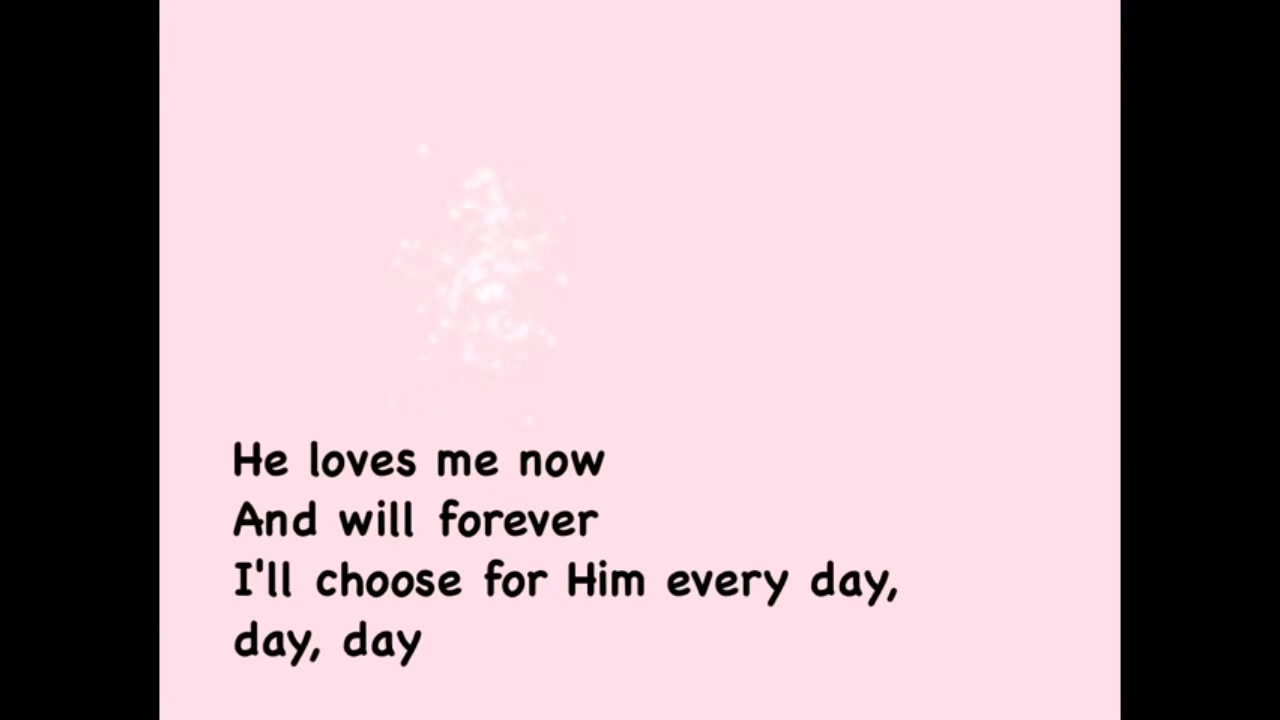 He loves me now
And will forever
I'll choose for Him every day,
day, day